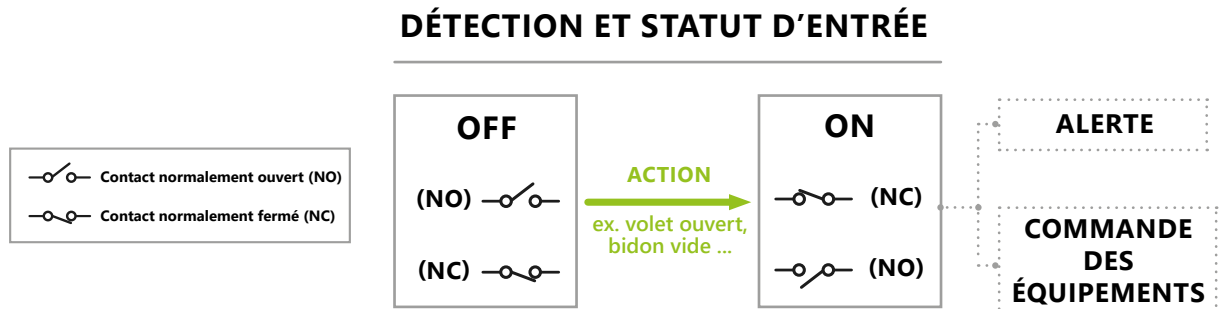 DÉTECTION ET STATUT D'ENTRÉE
Contact normalement ouvert (NO)
Contact normalement fermé (NC)
OFF
(NO)
(NC)
ACTION
ex. volet ouvert,
bidon vide ...
ON
(NC)
(NO)
ALERTE
COMMANDE
DES
ÉQUIPEMENTS